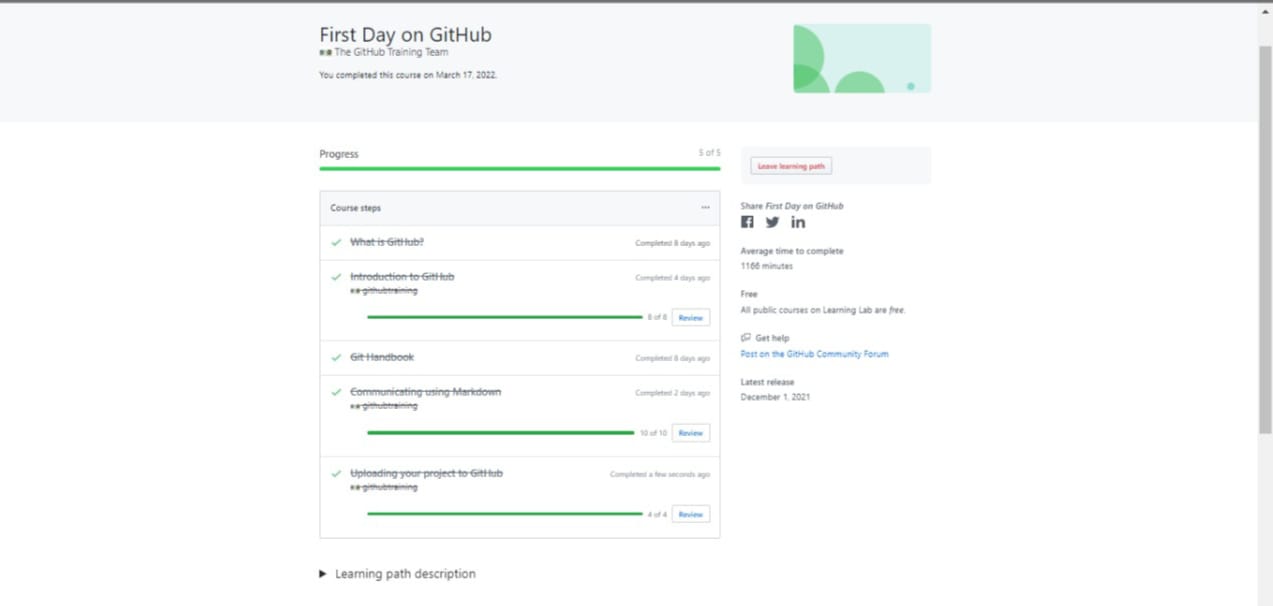 First Day on GitHub
The GitHub Training Team
You completed this course on March 17, 2022.
Progress
5 of 5
Course steps
...
What is GitHub?
Completed 8 days ago
Introduction to GitHub
githubtraining
Completed 4 days ago
8 of 8
Review
Git Handbook
Completed 8 days ago
Communicating using Markdown
githubtraining
Completed 2 days ago
10 of 10
Review
Uploading your project to GitHub
githubtraining
Completed a few seconds ago
4 of 4
Review
Learning path description
Leave learning path
Share First Day on GitHub
Average time to complete
1166 minutes
Free
All public courses on Learning Lab are free.
Get help
Post on the GitHub Community Forum
Latest release
December 1, 2021